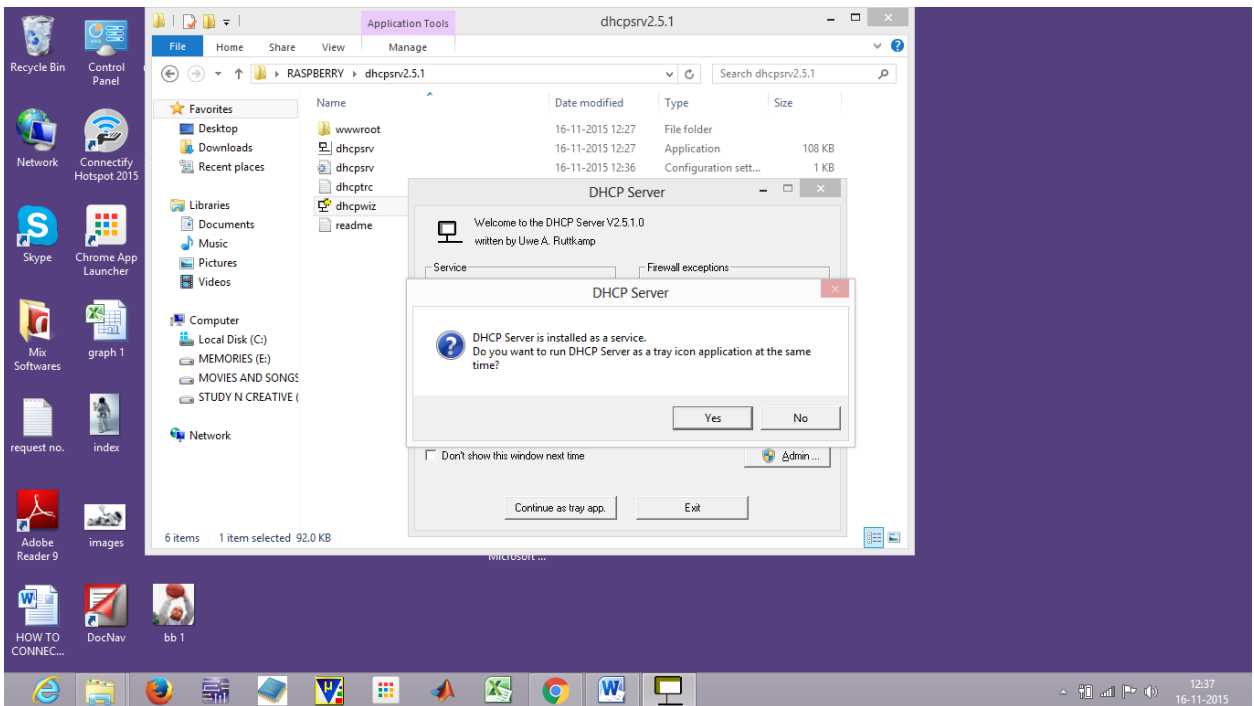 Recycle Bin
Control
Panel
Network
Connectify
Hotspot 2015
Skype
Chrome App
Launcher
Mix
Softwares
graph 1
request no.
index
Adobe
Reader 9
images
HOW TO
CONNEC...
DocNav
bb 1
Application Tools
dhcpsrv2.5.1
File Home Share View Manage
RASPBERRY dhcpsrv2.5.1
Search dhcpsrv2.5.1
Favorites
Desktop
Downloads
Recent places
Libraries
Documents
Music
Pictures
Videos
Computer
Local Disk (C:)
MEMORIES (E:)
MOVIES AND SONGS
STUDY N CREATIVE (
Network
Name Date modified Type Size
wwwroot 16-11-2015 12:27 File folder
dhcpsrv 16-11-2015 12:27 Application 108 KB
dhcpsrv 16-11-2015 12:36 Configuration sett... 1 KB
dhcptrc
dhcpwiz
readme
DHCP Server
Welcome to the DHCP Server V2.5.1.0
written by Uwe A. Ruttkamp
Service Firewall exceptions
DHCP Server
DHCP Server is installed as a service.
Do you want to run DHCP Server as a tray icon application at the same
time?
Yes No
Don't show this window next time
Admin ...
Continue as tray app. Exit
6 items 1 item selected 92.0 KB
Microsoft ...
12:37
16-11-2015